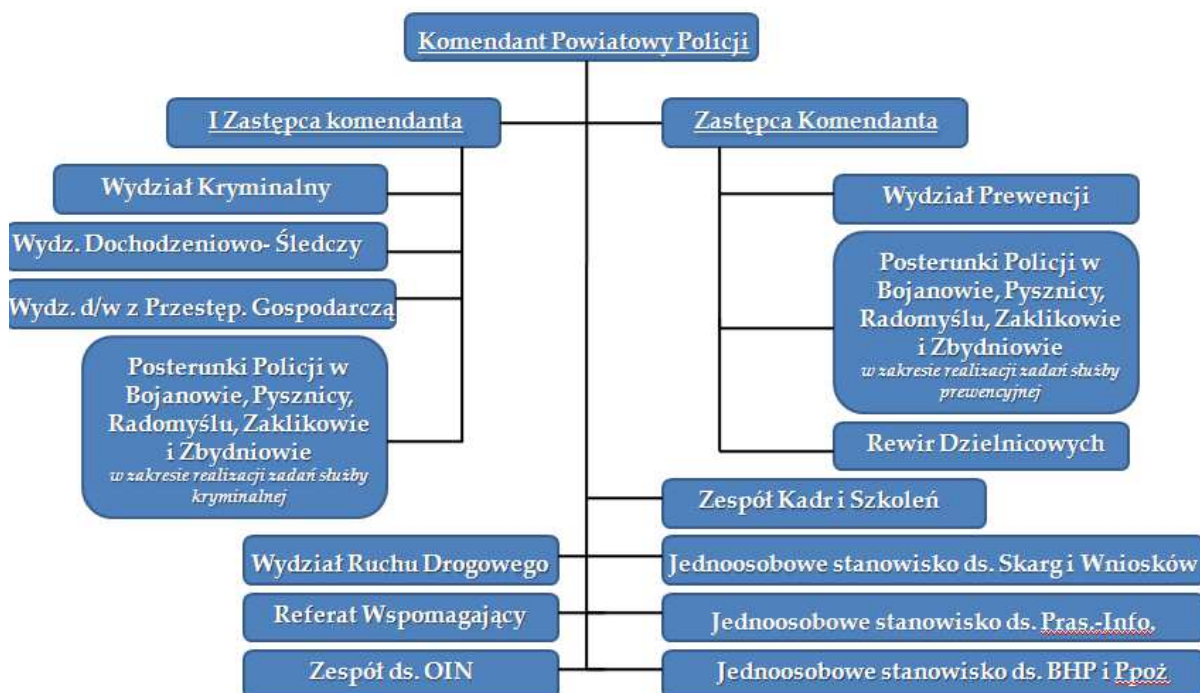 Komendant Powiatowy Policji
I Zastępca komendanta
Zastępca Komendanta
Wydział Kryminalny
Wydz. Dochodzeniowo- Śledczy
Wydz. d/w z Przestęp. Gospodarczą
Posterunki Policji w
Bojanowie, Pysznicy,
Radomyślu, Zaklikowie
i Zbydniowie
w zakresie realizacji zadań służby
kryminalnej
Wydział Prewencji
Posterunki Policji w
Bojanowie, Pysznicy,
Radomyślu, Zaklikowie
i Zbydniowie
w zakresie realizacji zadań służby
prewencyjnej
Rewir Dzielnicowych
Zespół Kadr i Szkoleń
Wydział Ruchu Drogowego
Jednoosobowe stanowisko ds. Skarg i Wniosków
Referat Wspomagający
Jednoosobowe stanowisko ds. Pras.-Info.
Zespół ds. OIN
Jednoosobowe stanowisko ds. BHP i Ppoż